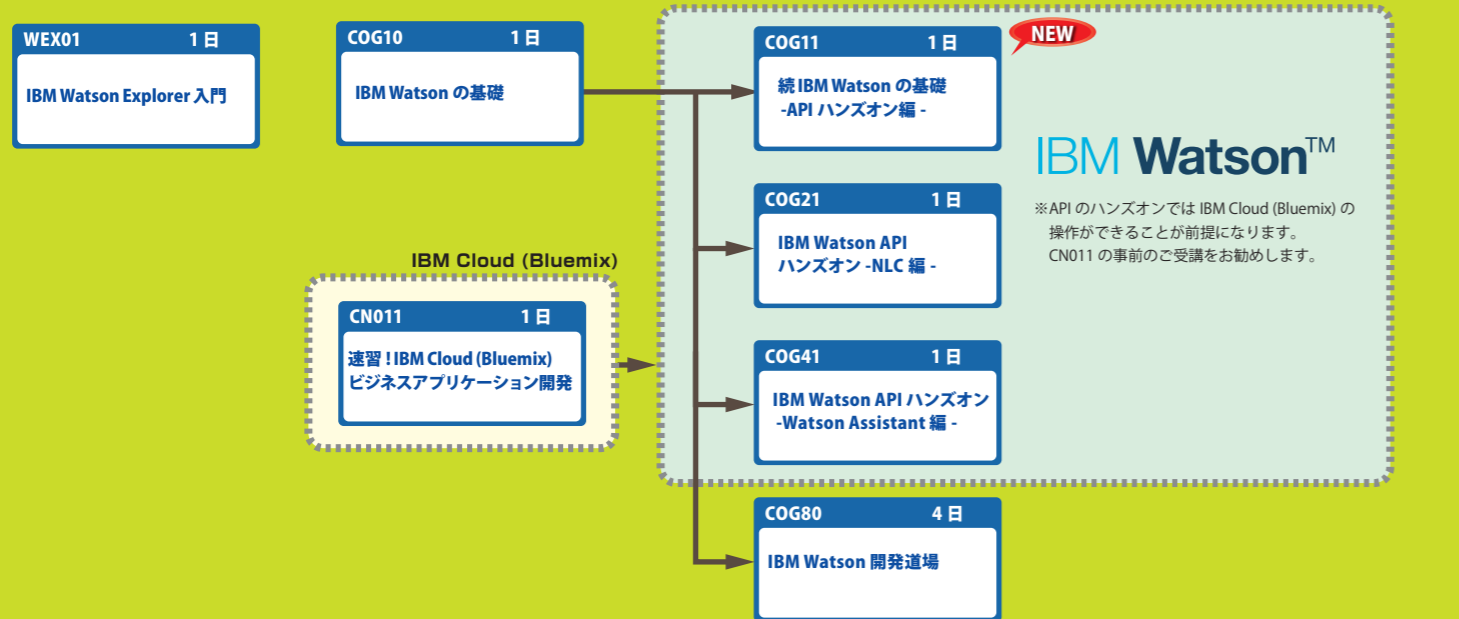 WEX01 1日
IBM Watson Explorer 入門
COG10 1日
IBM Watson の基礎
COG11 1日
続 IBM Watson の基礎
-API ハンズオン編 -
NEW
IBM Watson™
※API のハンズオンでは IBM Cloud (Bluemix) の
操作ができることが前提になります。
CN011 の事前のご受講をお勧めします。
COG21 1日
IBM Watson API
ハンズオン -NLC 編 -
IBM Cloud (Bluemix)
CN011 1日
速習 ! IBM Cloud (Bluemix)
ビジネスアプリケーション開発
COG41 1日
IBM Watson API ハンズオン
-Watson Assistant 編 -
COG80 4日
IBM Watson 開発道場